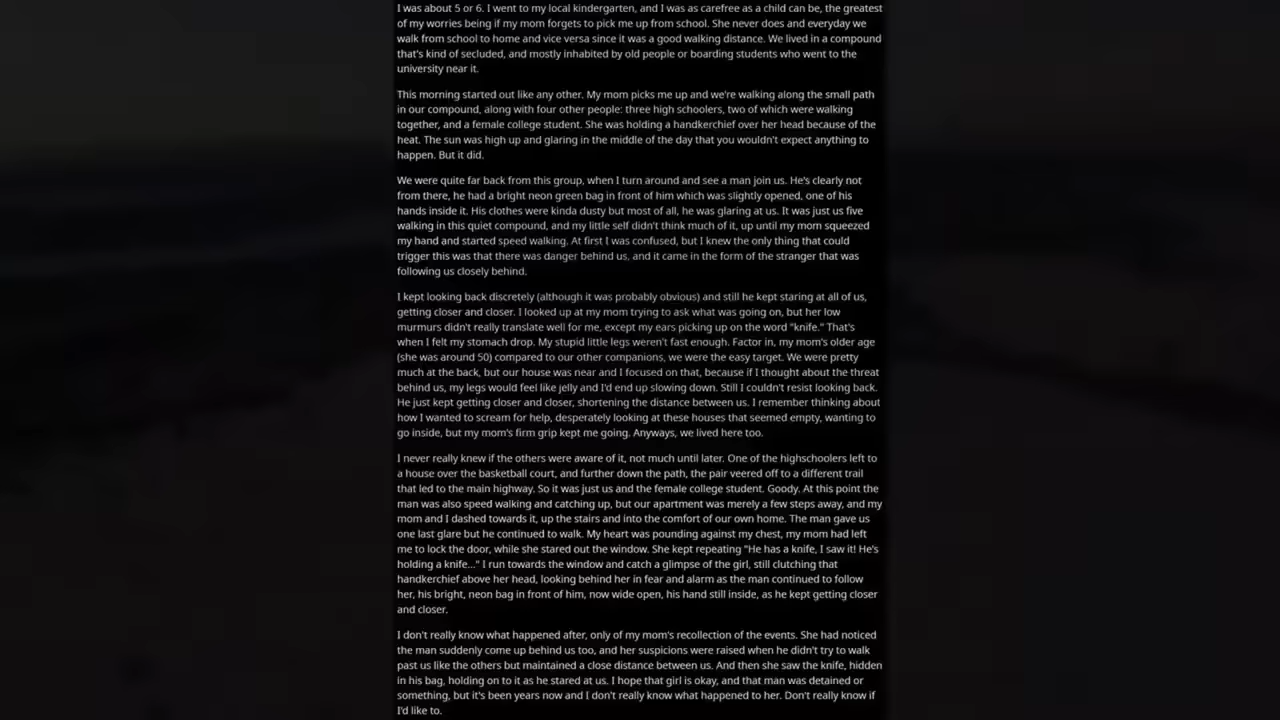 I was about 5 or 6. I went to my local kindergarten, and I was as carefree as a child can be, the greatest
of my worries being if my mom forgets to pick me up from school. She never does and everyday we
walk from school to home and vice versa since it was a good walking distance. We lived in a compound
that's kind of secluded, and mostly inhabited by old people or boarding students who went to the
university near it.
This morning started out like any other. My mom picks me up and we're walking along the small path
in our compound, along with four other people: three high schoolers, two of which were walking
together, and a female college student. She was holding a handkerchief over her head because of the
heat. The sun was high up and glaring in the middle of the day that you wouldn't expect anything to
happen. But it did.
We were quite far back from this group, when I turn around and see a man join us. He's clearly not
from there, he had a bright neon green bag in front of him which was slightly opened, one of his
hands inside it. His clothes were kinda dusty but most of all, he was glaring at us. It was just us five
walking in this quiet compound, and my little self didn't think much of it, up until my mom squeezed
my hand and started speed walking. At first I was confused, but I knew the only thing that could
trigger this was that there was danger behind us, and it came in the form of the stranger that was
following us closely behind.
I kept looking back discretely (although it was probably obvious) and still he kept staring at all of us,
getting closer and closer. I looked up at my mom trying to ask what was going on, but her low
murmurs didn't really translate well for me, except my ears picking up on the word "knife." That's
when I felt my stomach drop. My stupid little legs weren't fast enough. Factor in, my mom's older age
(she was around 50) compared to our other companions, we were the easy target. We were pretty
much at the back, but our house was near and I focused on that, because if I thought about the threat
behind us, my legs would feel like jelly and I'd end up slowing down. Still I couldn't resist looking back.
He just kept getting closer and closer, shortening the distance between us. I remember thinking about
how I wanted to scream for help, desperately looking at these houses that seemed empty, wanting to
go inside, but my mom's firm grip kept me going. Anyways, we lived here too.
I never really knew if the others were aware of it, not much until later. One of the highschoolers left to
a house over the basketball court, and further down the path, the pair veered off to a different trail
that led to the main highway. So it was just us and the female college student. Goody. At this point the
man was also speed walking and catching up, but our apartment was merely a few steps away, and my
mom and I dashed towards it, up the stairs and into the comfort of our own home. The man gave us
one last glare but he continued to walk. My heart was pounding against my chest, my mom had left
me to lock the door, while she stared out the window. She kept repeating "He has a knife, I saw it! He's
holding a knife..." I run towards the window and catch a glimpse of the girl, still clutching that
handkerchief above her head, looking behind her in fear and alarm as the man continued to follow
her, his bright, neon bag in front of him, now wide open, his hand still inside, as he kept getting closer
and closer.
I don't really know what happened after, only of my mom's recollection of the events. She had noticed
the man suddenly come up behind us too, and her suspicions were raised when he didn't try to walk
past us like the others but maintained a close distance between us. And then she saw the knife, hidden
in his bag, holding on to it as he stared at us. I hope that girl is okay, and that man was detained or
something, but it's been years now and I don't really know what happened to her. Don't really know if
I'd like to.